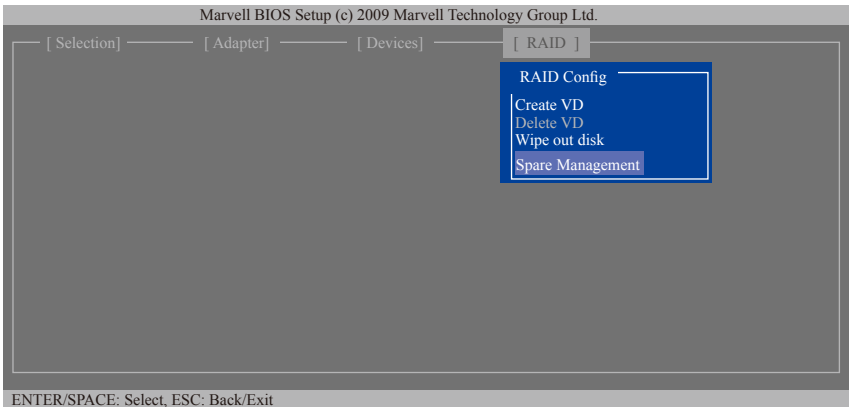 Marvell BIOS Setup (c) 2009 Marvell Technology Group Ltd.
[ Selection] [ Adapter] [ Devices] [ RAID ]
RAID Config
Create VD
Delete VD
Wipe out disk
Spare Management
ENTER/SPACE: Select, ESC: Back/Exit